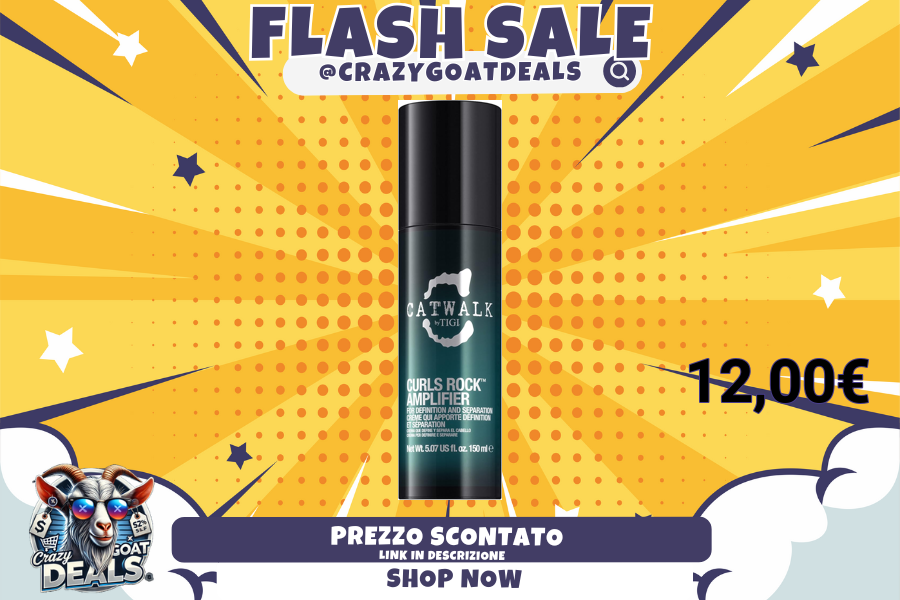 FLASH SALE
@CRAZYGOATDEALS
CATWALK
by TIGI
CURLS ROCK™
AMPLIFIER
FOR DEFINITION AND SEPARATION
CRÈME QUI APPORTE DÉFINITION
ET SÉPARATION
Net Wt. 5.07 US fl. oz. 150 ml e
12,00€
PREZZO SCONTATO
LINK IN DESCRIZIONE
SHOP NOW
$
52%
Crazy
GOAT
DEALS